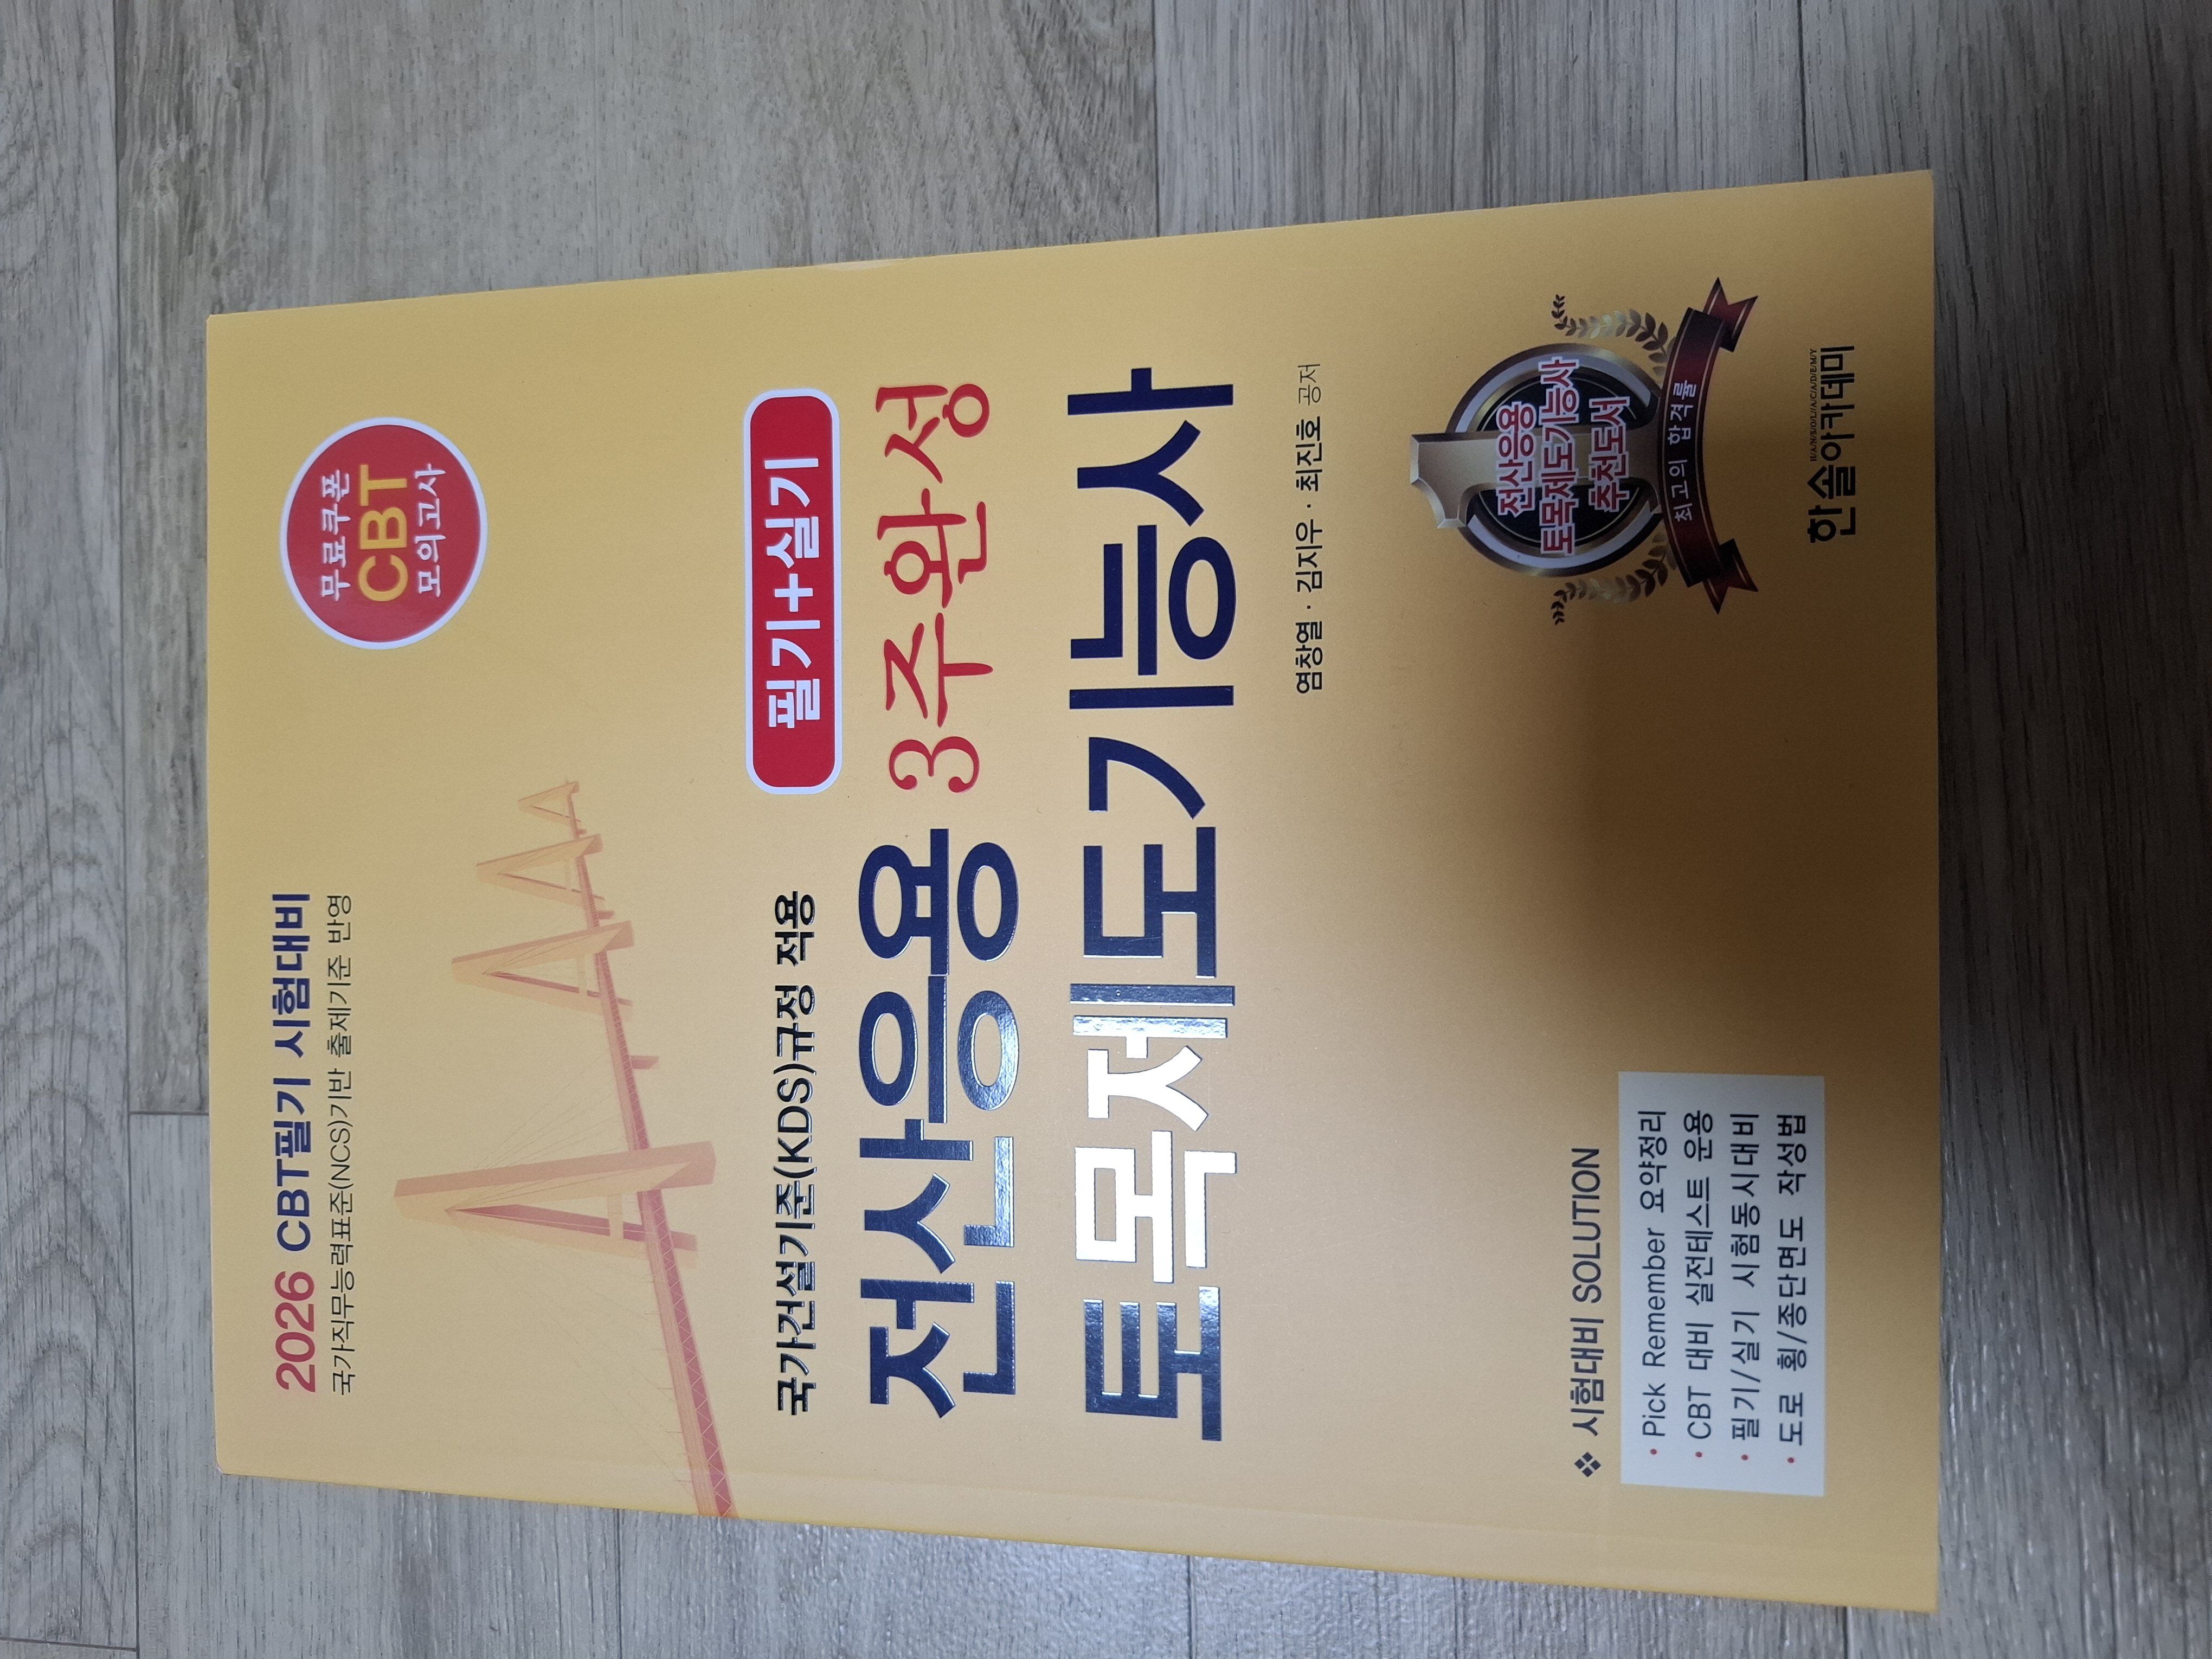 2026 CBT필기 시험대비
국가직무능력표준(NCS)기반 출제기준 반영
무료쿠폰
CBT
모의고사
국가건설기준(KDS)규정 적용
필기+실기
전산응용 3주완성
토목제도기능사
염창열 · 김지우 · 최진호 공저
❖ 시험대비 SOLUTION
• Pick Remember 요약정리
• CBT 대비 실전테스트 운용
• 필기/실기 시험동시대비
• 도로 횡/종단면도 작성법
1
전산응용
토목제도기능사
추천도서
최고의 합격률
H/A/N/S/O/L/A/C/A/D/E/M/Y
한솔아카데미